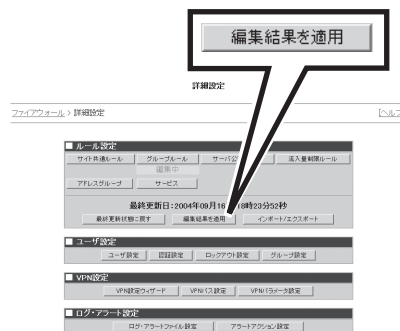 編集結果を適用
詳細設定
ファイアウォール > 詳細設定
[ヘルプ
■ ルール設定
サイト共通ルール グループルール サーバ公 流入量制限ルール
編集中
アドレスグループ サービス
最終更新日:2004年09月16 18時23分52秒
最終更新状態に戻す 編集結果を適用 インポート/エクスポート
■ ユーザ設定
ユーザ設定 認証設定 ロックアウト設定 グループ設定
■ VPN設定
VPN設定ウィザード VPNパス設定 VPNパラメータ設定
■ ログ・アラート設定
ログ・アラートファイル設定 アラートアクション設定